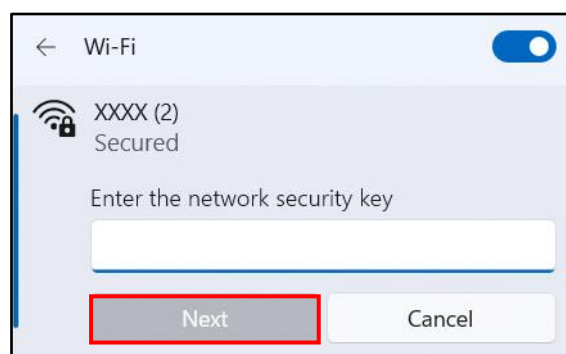 Wi-Fi
XXXX (2)
Secured
Enter the network security key
Next Cancel